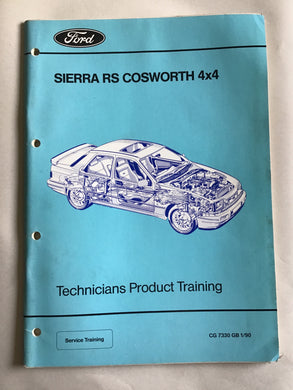 Ford
SIERRA RS COSWORTH 4x4
Technicians Product Training
Service Training
CG 7330 GB 1/90